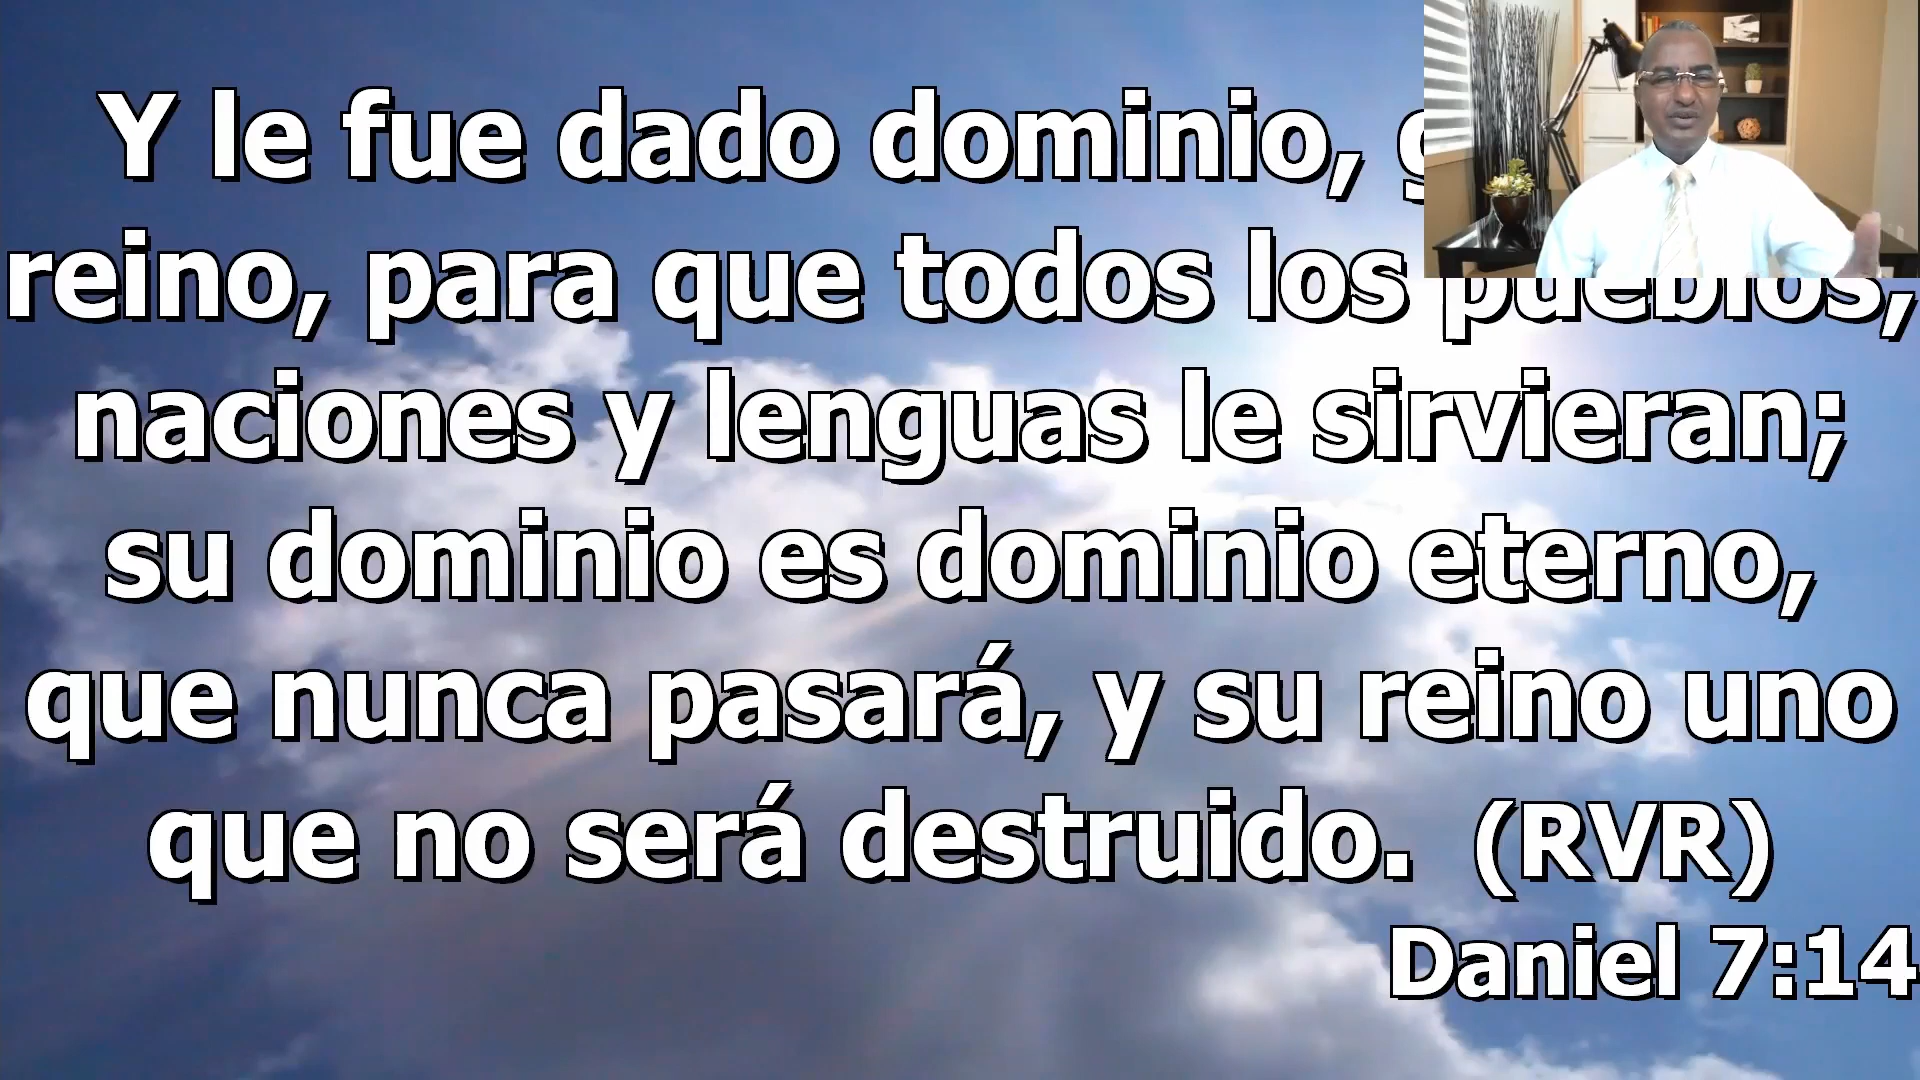 Y le fue dado dominio,
reino, para que todos los pueblos,
naciones y lenguas le sirvieran;
su dominio es dominio eterno,
que nunca pasará, y su reino uno
que no será destruido. (RVR)
Daniel 7:14